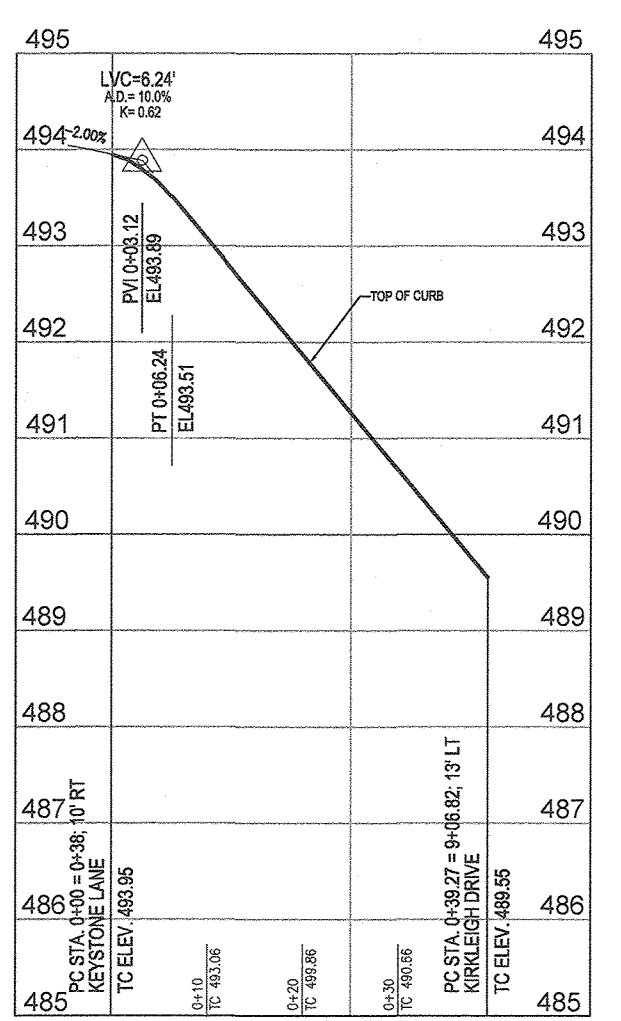 495 495
LVC=6.24'
A.D.= 10.0%
K= 0.62
494 494
-2.00%
493 493
PVI 0+03.12
EL493.89
TOP OF CURB
492 492
PT 0+06.24
EL493.51
491 491
490 490
489 489
488 488
487 487
486 486
485 485
PC STA. 0+00 = 0+38; 10' RT
KEYSTONE LANE
TC ELEV. 493.95
0+10
TC 493.06
0+20
TC 499.86
0+30
TC 490.66
PC STA. 0+39.27 = 9+06.82; 13' LT
KIRKLEIGH DRIVE
TC ELEV. 489.55